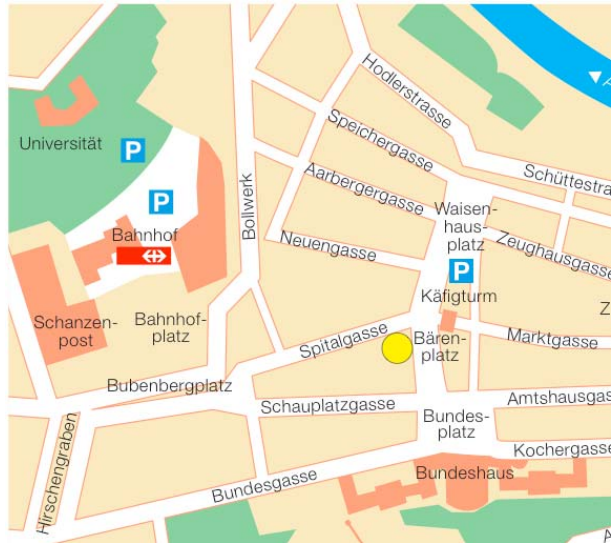 Hodlerstrasse
Universität
P
Speichergasse
Schüttestra
P
Aarbergergasse
Bollwerk
Waisen-
haus-
platz
Bahnhof
Neuengasse
Zeughausgasse
P
Käfigturm
Schanzen-
post
Bahnhof-
platz
Spitalgasse
Bären-
platz
Marktgasse
Z
Bubenbergplatz
Schauplatzgasse
Amtshausgas
Bundes-
platz
Kochergasse
Hirschengraben
Bundesgasse
Bundeshaus